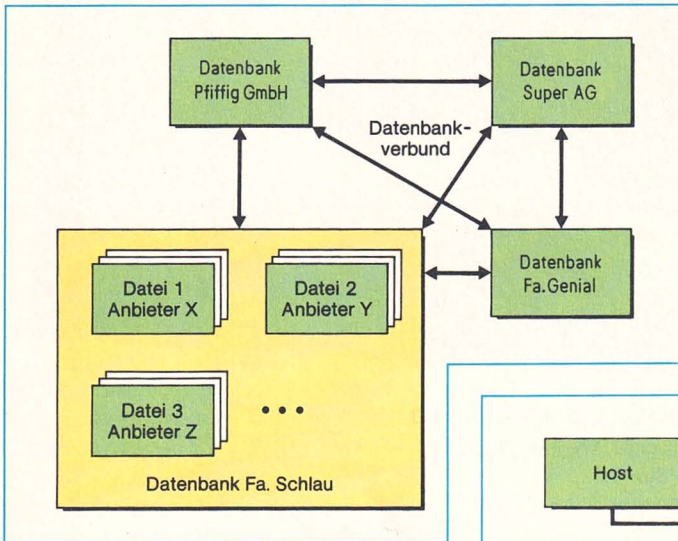 Datenbank
Pfiffig GmbH
Datenbank
Super AG
Datenbank-
verbund
Datenbank
Fa.Genial
Datei 1
Anbieter X
Datei 2
Anbieter Y
Datei 3
Anbieter Z
• • •
Datenbank Fa. Schlau
Host